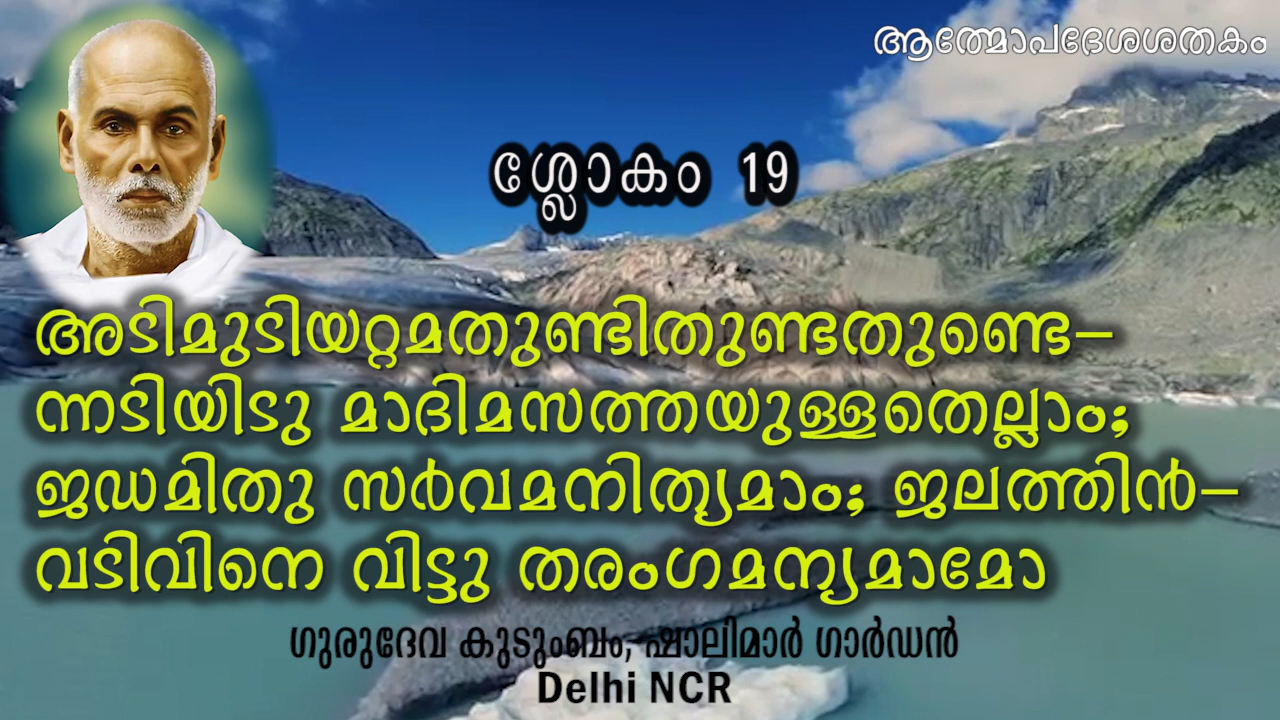 ആത്മോപദേശശതകം
ശ്ലോകം 19
അടിമുടിയറ്റമതുണ്ടിതുണ്ടതുണ്ടെ–
ന്നടിയിടു മാദിമസത്തയുള്ളതെല്ലാം;
ജഡമിതു സർവമനിത്യമാം; ജലത്തിൻ–
വടിവിനെ വിട്ടു തരംഗമന്യമാമോ
ഗുരുദേവ കുടുംബം, ഷാലിമാർ ഗാർഡൻ
Delhi NCR